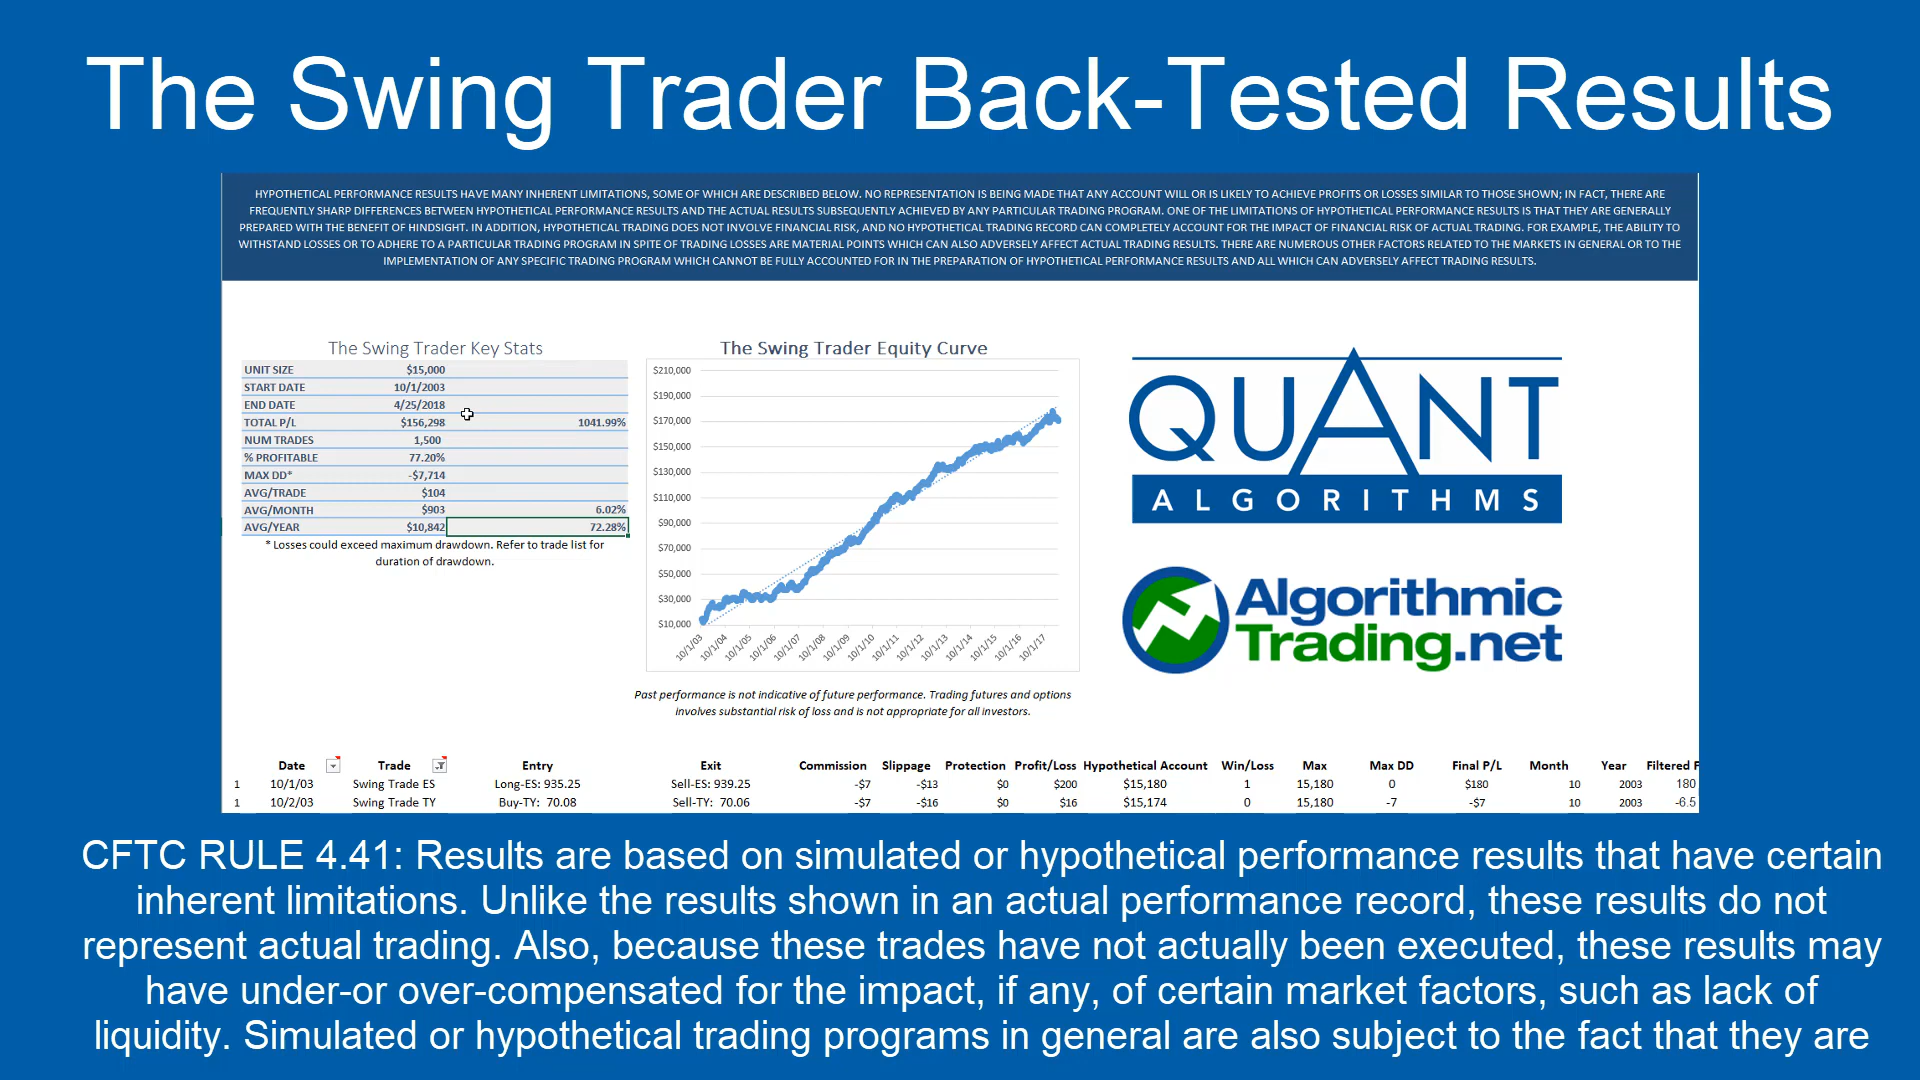 The Swing Trader Back-Tested Results
HYPOTHETICAL PERFORMANCE RESULTS HAVE MANY INHERENT LIMITATIONS, SOME OF WHICH ARE DESCRIBED BELOW. NO REPRESENTATION IS BEING MADE THAT ANY ACCOUNT WILL OR IS LIKELY TO ACHIEVE PROFITS OR LOSSES SIMILAR TO THOSE SHOWN; IN FACT, THERE ARE
FREQUENTLY SHARP DIFFERENCES BETWEEN HYPOTHETICAL PERFORMANCE RESULTS AND THE ACTUAL RESULTS SUBSEQUENTLY ACHIEVED BY ANY PARTICULAR TRADING PROGRAM. ONE OF THE LIMITATIONS OF HYPOTHETICAL PERFORMANCE RESULTS IS THAT THEY ARE GENERALLY
PREPARED WITH THE BENEFIT OF HINDSIGHT. IN ADDITION, HYPOTHETICAL TRADING DOES NOT INVOLVE FINANCIAL RISK, AND NO HYPOTHETICAL TRADING RECORD CAN COMPLETELY ACCOUNT FOR THE IMPACT OF FINANCIAL RISK OF ACTUAL TRADING. FOR EXAMPLE, THE ABILITY TO
WITHSTAND LOSSES OR TO ADHERE TO A PARTICULAR TRADING PROGRAM IN SPITE OF TRADING LOSSES ARE MATERIAL POINTS WHICH CAN ALSO ADVERSELY AFFECT ACTUAL TRADING RESULTS. THERE ARE NUMEROUS OTHER FACTORS RELATED TO THE MARKETS IN GENERAL OR TO THE
IMPLEMENTATION OF ANY SPECIFIC TRADING PROGRAM WHICH CANNOT BE FULLY ACCOUNTED FOR IN THE PREPARATION OF HYPOTHETICAL PERFORMANCE RESULTS AND ALL WHICH CAN ADVERSELY AFFECT TRADING RESULTS.
The Swing Trader Key Stats
UNIT SIZE $15,000
START DATE 10/1/2003
END DATE 4/25/2018
TOTAL P/L $156,298 1041.99%
NUM TRADES 1,500
% PROFITABLE 77.20%
MAX DD* -$7,714
AVG/TRADE $104
AVG/MONTH $903 6.02%
AVG/YEAR $10,842 72.28%
* Losses could exceed maximum drawdown. Refer to trade list for
duration of drawdown.
The Swing Trader Equity Curve
$210,000
$190,000
$170,000
$150,000
$130,000
$110,000
$90,000
$70,000
$50,000
$30,000
$10,000
10/1/03 10/1/04 10/1/05 10/1/06 10/1/07 10/1/08 10/1/09 10/1/10 10/1/11 10/1/12 10/1/13 10/1/14 10/1/15 10/1/16 10/1/17
Past performance is not indicative of future performance. Trading futures and options
involves substantial risk of loss and is not appropriate for all investors.
QUANT
ALGORITHMS
Algorithmic
Trading.net
Date Trade Entry Exit Commission Slippage Protection Profit/Loss Hypothetical Account Win/Loss Max Max DD Final P/L Month Year Filtered
1 10/1/03 Swing Trade ES Long-ES: 935.25 Sell-ES: 939.25 -$7 -$13 $0 $200 $15,180 1 15,180 0 $180 10 2003 180
1 10/2/03 Swing Trade TY Buy-TY: 70.08 Sell-TY: 70.06 -$7 -$16 $0 $16 $15,174 0 15,180 -7 -$7 10 2003 -6.5
CFTC RULE 4.41: Results are based on simulated or hypothetical performance results that have certain
inherent limitations. Unlike the results shown in an actual performance record, these results do not
represent actual trading. Also, because these trades have not actually been executed, these results may
have under-or over-compensated for the impact, if any, of certain market factors, such as lack of
liquidity. Simulated or hypothetical trading programs in general are also subject to the fact that they are